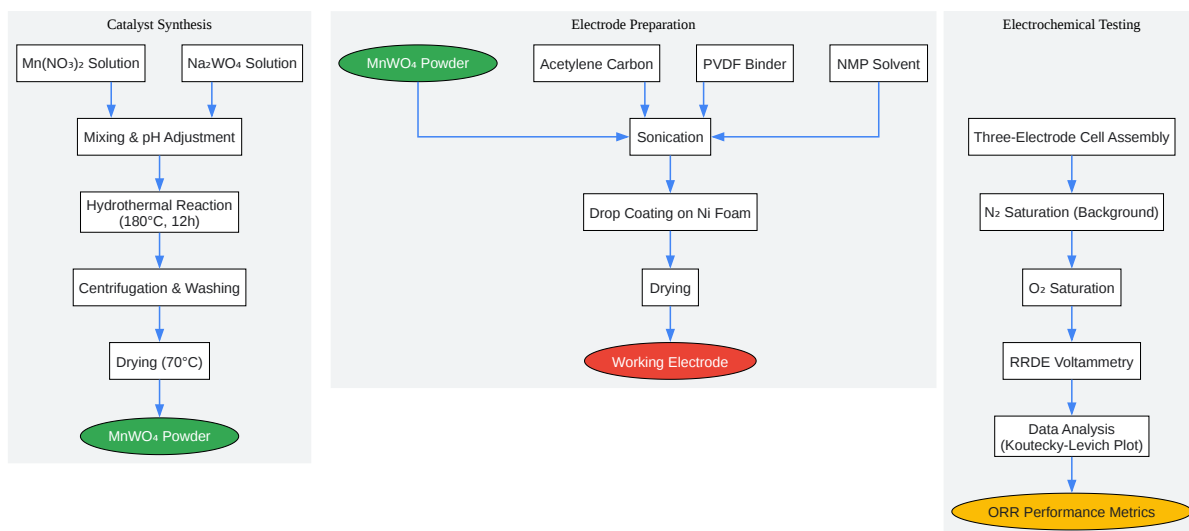 Catalyst Synthesis
Mn(NO₃)₂ Solution
Na₂WO₄ Solution
Mixing & pH Adjustment
Hydrothermal Reaction
(180°C, 12h)
Centrifugation & Washing
Drying (70°C)
MnWO₄ Powder
Electrode Preparation
MnWO₄ Powder
Acetylene Carbon
PVDF Binder
NMP Solvent
Sonication
Drop Coating on Ni Foam
Drying
Working Electrode
Electrochemical Testing
Three-Electrode Cell Assembly
N₂ Saturation (Background)
O₂ Saturation
RRDE Voltammetry
Data Analysis
(Koutecky-Levich Plot)
ORR Performance Metrics